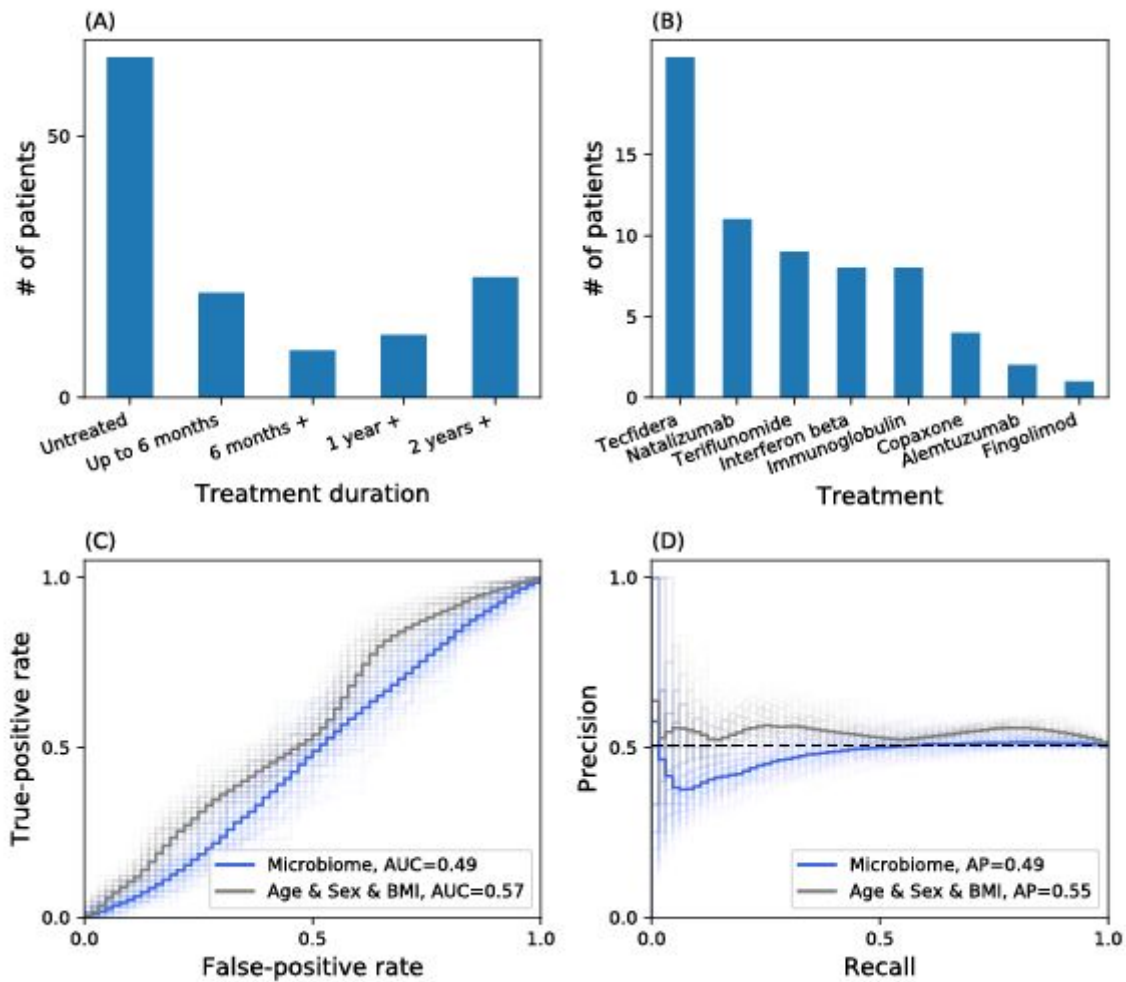 (A)
# of patients
50
0
Untreated
Up to 6 months
6 months +
1 year +
2 years +
Treatment duration
(B)
# of patients
15
10
5
0
Tecfidera
Natalizumab
Teriflunomide
Interferon beta
Immunoglobulin
Copaxone
Alemtuzumab
Fingolimod
Treatment
(C)
True-positive rate
1.0
0.5
0.0
Microbiome, AUC=0.49
Age & Sex & BMI, AUC=0.57
0.0
0.5
1.0
False-positive rate
(D)
Precision
1.0
0.5
0.0
Microbiome, AP=0.49
Age & Sex & BMI, AP=0.55
0.0
0.5
1.0
Recall